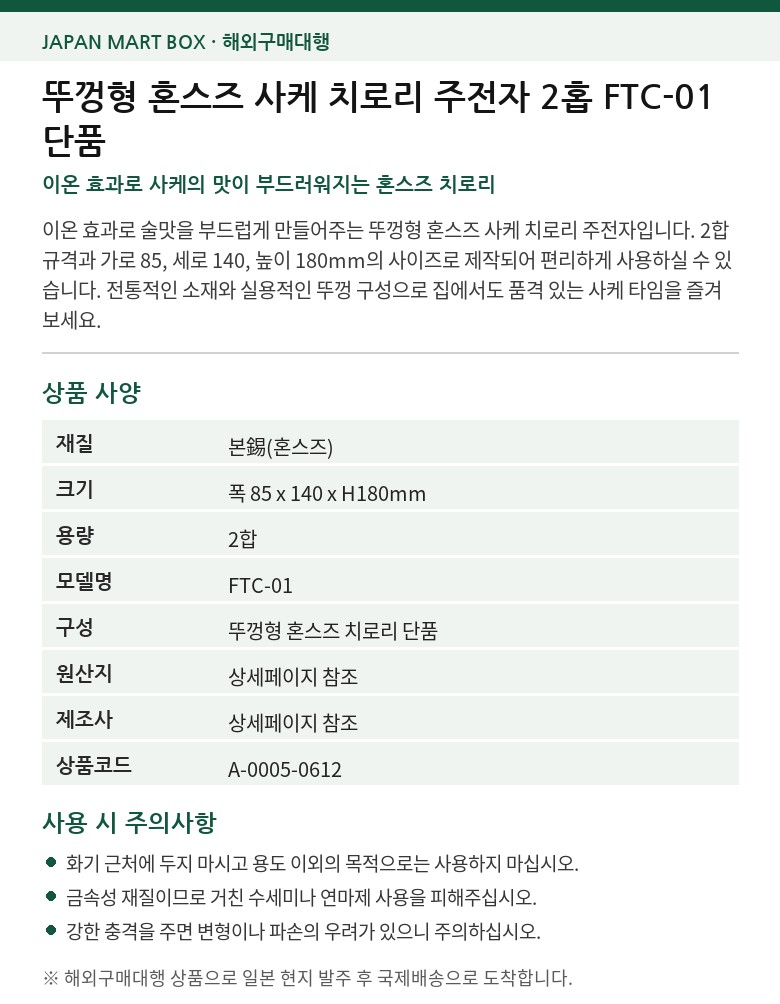 JAPAN MART BOX · 해외구매대행
뚜껑형 혼스즈 사케 치로리 주전자 2홉 FTC-01
단품
이온 효과로 사케의 맛이 부드러워지는 혼스즈 치로리
이온 효과로 술맛을 부드럽게 만들어주는 뚜껑형 혼스즈 사케 치로리 주전자입니다. 2합
규격과 가로 85, 세로 140, 높이 180mm의 사이즈로 제작되어 편리하게 사용하실 수 있
습니다. 전통적인 소재와 실용적인 뚜껑 구성으로 집에서도 품격 있는 사케 타임을 즐겨
보세요.
상품 사양
재질 본錫(혼스즈)
크기 폭 85 x 140 x H180mm
용량 2합
모델명 FTC-01
구성 뚜껑형 혼스즈 치로리 단품
원산지 상세페이지 참조
제조사 상세페이지 참조
상품코드 A-0005-0612
사용 시 주의사항
● 화기 근처에 두지 마시고 용도 이외의 목적으로는 사용하지 마십시오.
● 금속성 재질이므로 거친 수세미나 연마제 사용을 피해주십시오.
● 강한 충격을 주면 변형이나 파손의 우려가 있으니 주의하십시오.
※ 해외구매대행 상품으로 일본 현지 발주 후 국제배송으로 도착합니다.